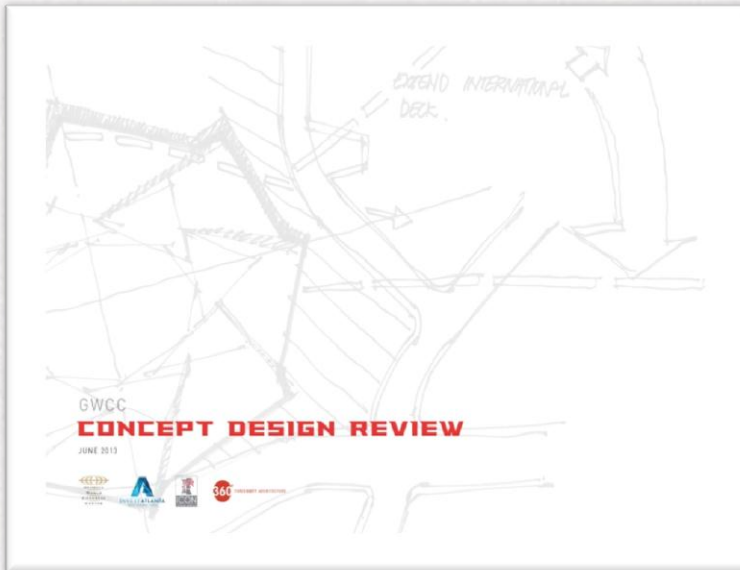 EXTEND INTERNATIONAL
DECK.
GWCC
CONCEPT DESIGN REVIEW
JUNE 2013
360